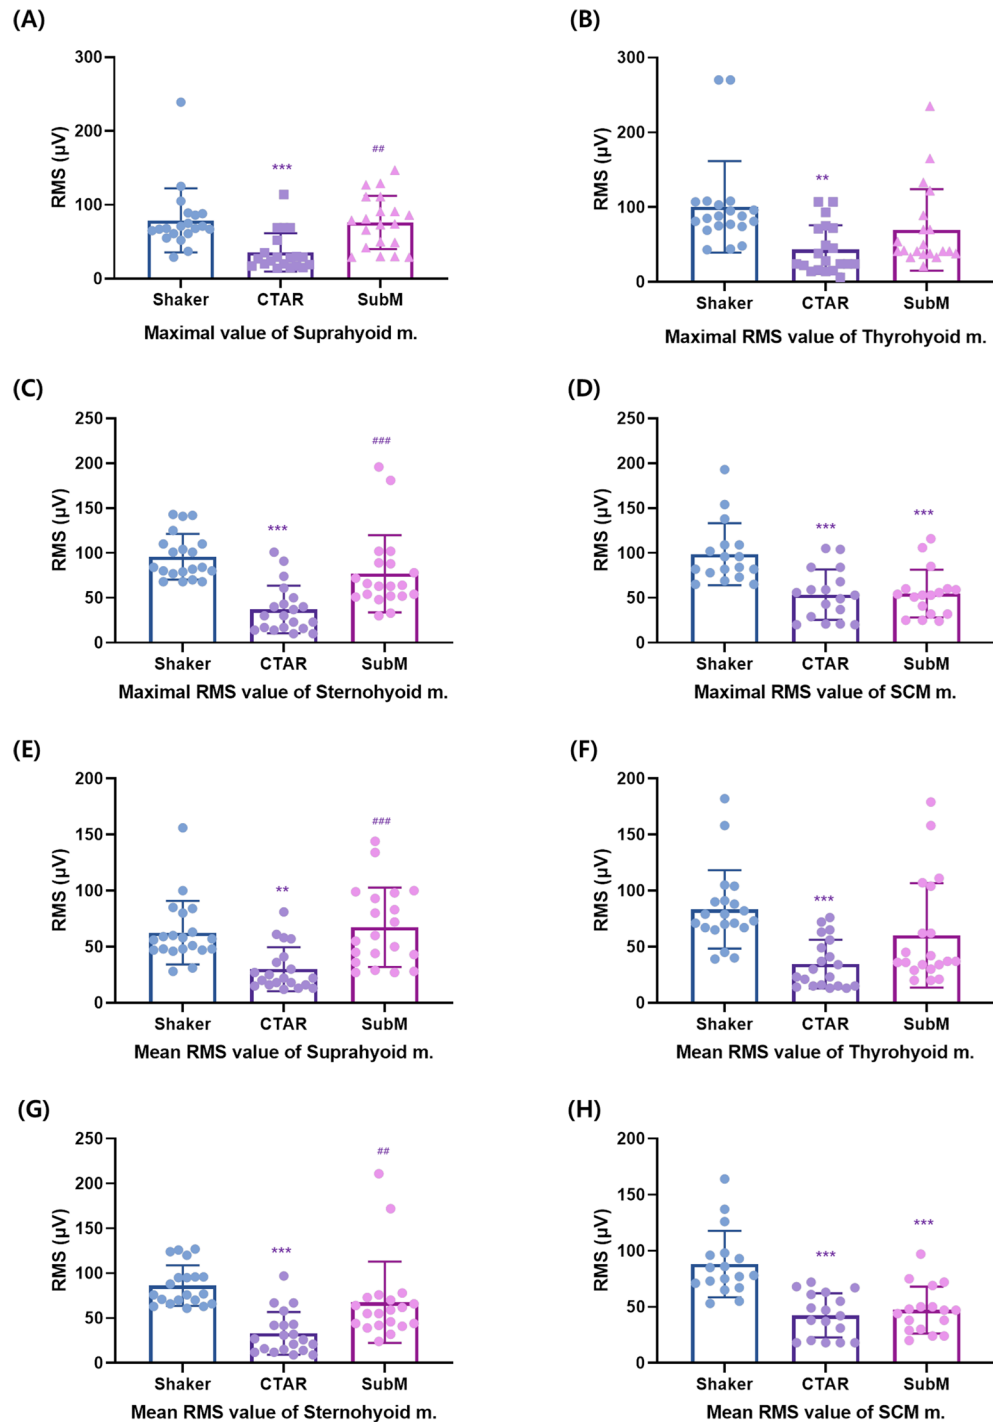 (A)
300
200
100
0
RMS (μV)
***
##
Shaker CTAR SubM
Maximal value of Suprahyoid m.
(B)
300
200
100
0
RMS (μV)
**
Shaker CTAR SubM
Maximal RMS value of Thyrohyoid m.
(C)
250
200
150
100
50
0
RMS (μV)
***
###
Shaker CTAR SubM
Maximal RMS value of Sternohyoid m.
(D)
250
200
150
100
50
0
RMS (μV)
***
***
Shaker CTAR SubM
Maximal RMS value of SCM m.
(E)
200
150
100
50
0
RMS (μV)
**
###
Shaker CTAR SubM
Mean RMS value of Suprahyoid m.
(F)
200
150
100
50
0
RMS (μV)
***
Shaker CTAR SubM
Mean RMS value of Thyrohyoid m.
(G)
250
200
150
100
50
0
RMS (μV)
***
##
Shaker CTAR SubM
Mean RMS value of Sternohyoid m.
(H)
200
150
100
50
0
RMS (μV)
***
***
Shaker CTAR SubM
Mean RMS value of SCM m.